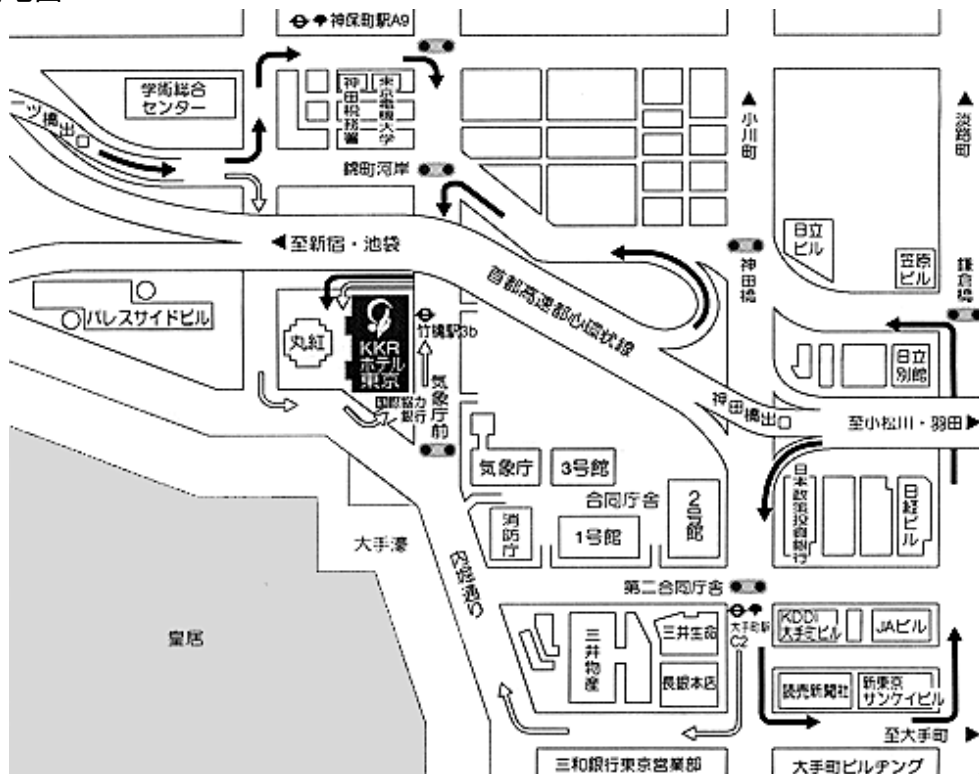 神保町駅A9
学術総合
センター
神田税務署
東京電機大学
一ツ橋出口
錦町河岸
小川町
淡路町
至新宿・池袋
日立
ビル
笠原
ビル
神田橋
鎌倉橋
首都高速都心環状線
パレスサイドビル
丸紅
KKR
ホテル
東京
竹橋駅3b
国際協力
銀行
気象庁前
日立
別館
神田橋出口
至小松川・羽田
気象庁
3号館
合同庁舎
2号館
1号館
消防庁
日本政策投資銀行
日経ビル
大手濠
内堀通り
第二合同庁舎
大手町駅
C2
KDDI
大手町ビル
JAビル
三井物産
三井生命
長銀本店
読売新聞社
新東京
サンケイビル
皇居
至大手町
三和銀行東京営業部
大手町ビルヂング